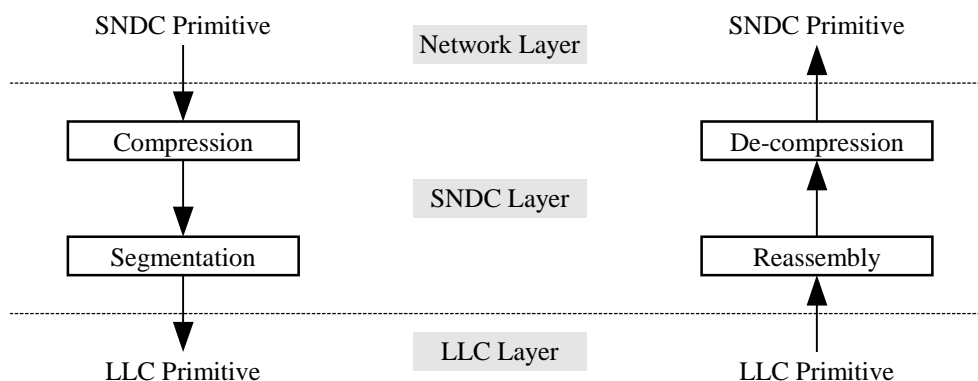 SNDC Primitive
Network Layer
SNDC Primitive
Compression
De-compression
SNDC Layer
Segmentation
Reassembly
LLC Layer
LLC Primitive
LLC Primitive